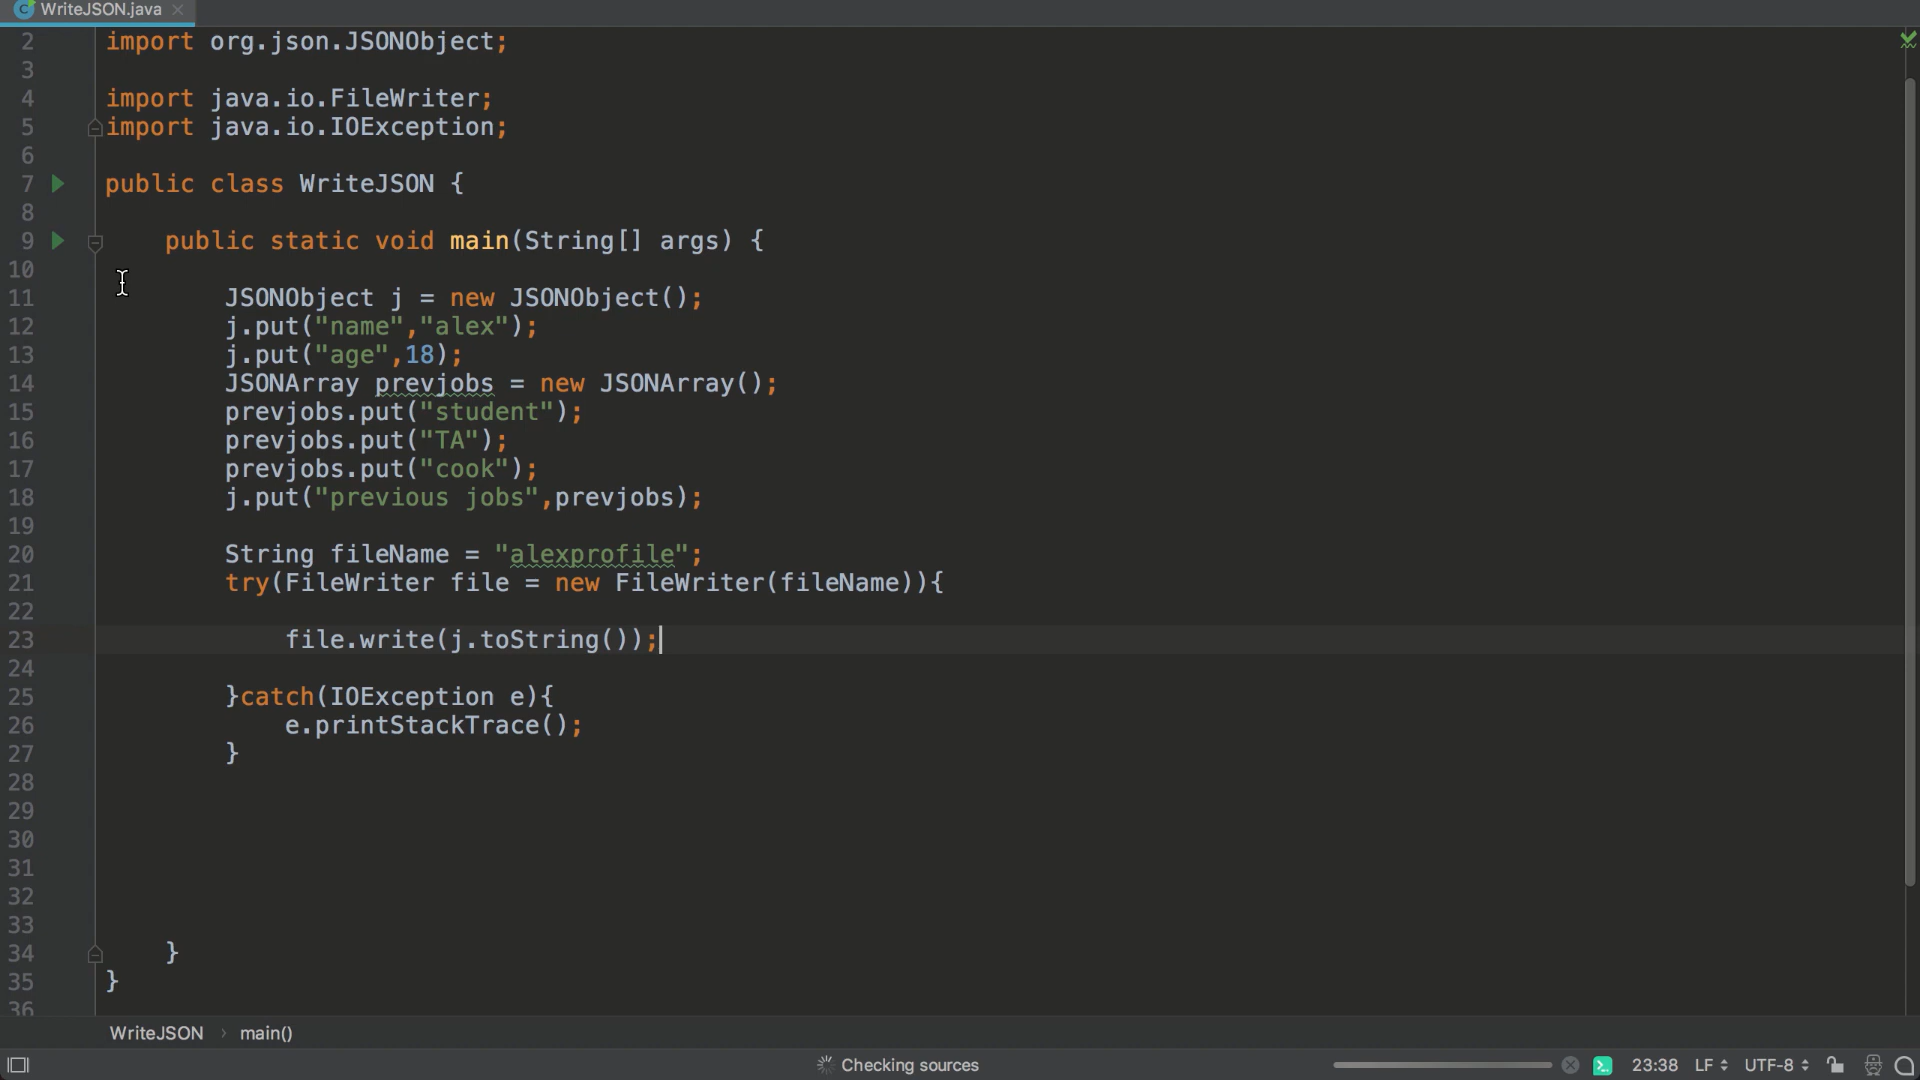 WriteJSON.java
2 import org.json.JSONObject;
3
4 import java.io.FileWriter;
5 import java.io.IOException;
6
7 public class WriteJSON {
8
9 public static void main(String[] args) {
10
11 JSONObject j = new JSONObject();
12 j.put("name","alex");
13 j.put("age",18);
14 JSONArray prevjobs = new JSONArray();
15 prevjobs.put("student");
16 prevjobs.put("TA");
17 prevjobs.put("cook");
18 j.put("previous jobs",prevjobs);
19
20 String fileName = "alexprofile";
21 try(FileWriter file = new FileWriter(fileName)){
22
23 file.write(j.toString());
24
25 }catch(IOException e){
26 e.printStackTrace();
27 }
28
29
30
31
32
33
34 }
35 }
36
WriteJSON › main()
Checking sources 23:38 LF UTF-8